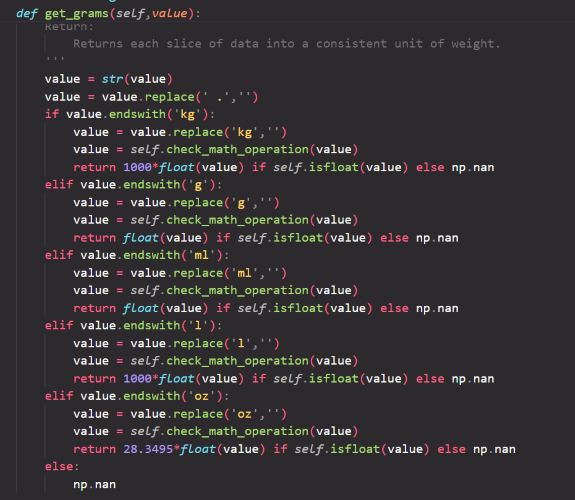 def get_grams(self,value):
    Return:
        Returns each slice of data into a consistent unit of weight.
    '''
    value = str(value)
    value = value.replace(' .','')
    if value.endswith('kg'):
        value = value.replace('kg','')
        value = self.check_math_operation(value)
        return 1000*float(value) if self.isfloat(value) else np.nan
    elif value.endswith('g'):
        value = value.replace('g','')
        value = self.check_math_operation(value)
        return float(value) if self.isfloat(value) else np.nan
    elif value.endswith('ml'):
        value = value.replace('ml','')
        value = self.check_math_operation(value)
        return float(value) if self.isfloat(value) else np.nan
    elif value.endswith('l'):
        value = value.replace('l','')
        value = self.check_math_operation(value)
        return 1000*float(value) if self.isfloat(value) else np.nan
    elif value.endswith('oz'):
        value = value.replace('oz','')
        value = self.check_math_operation(value)
        return 28.3495*float(value) if self.isfloat(value) else np.nan
    else:
        np.nan